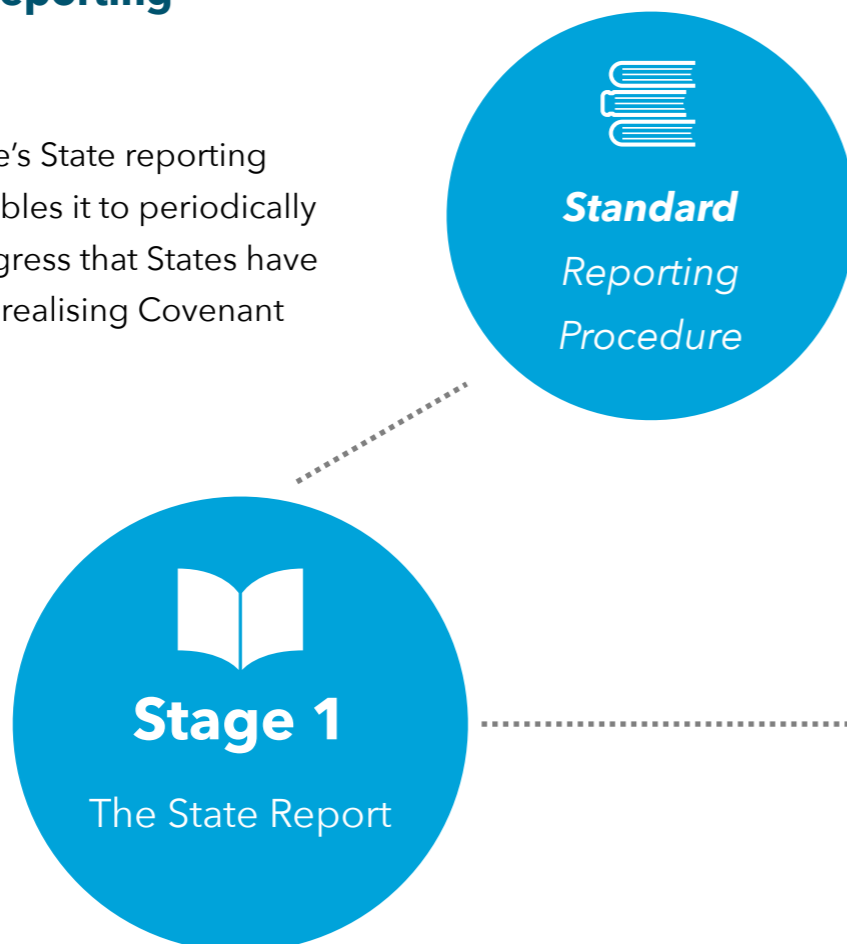 eporting
e's State reporting
bles it to periodically
gress that States have
realising Covenant
Standard
Reporting
Procedure
Stage 1
The State Report